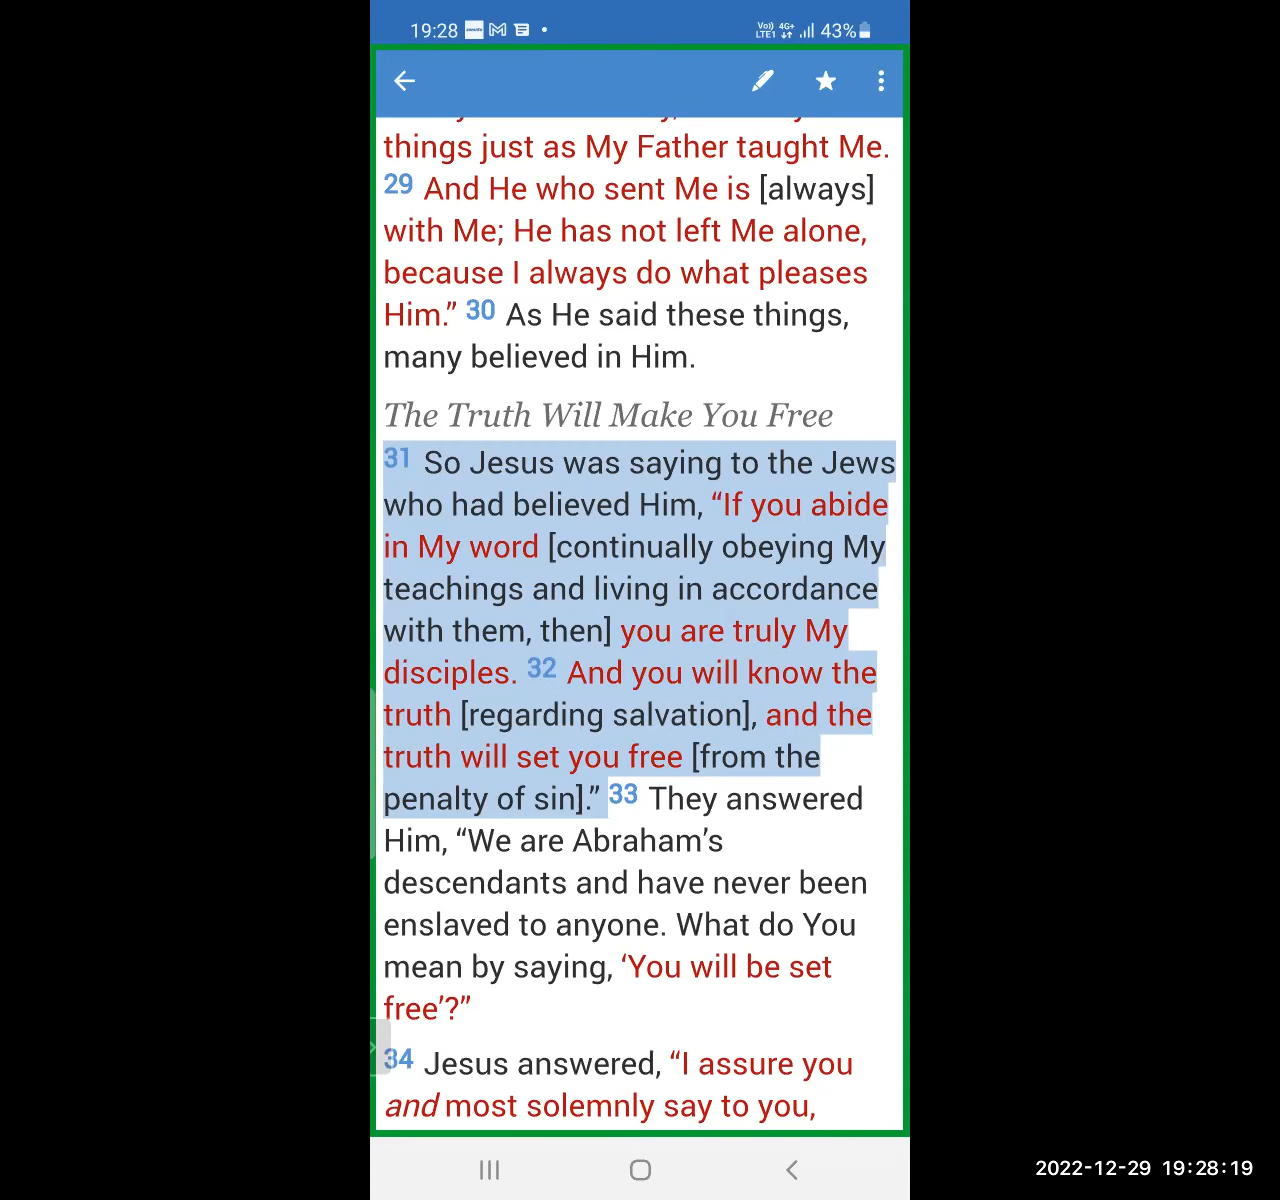 19:28
Vo)) 4G+
LTE1
43%
things just as My Father taught Me.
29 And He who sent Me is [always]
with Me; He has not left Me alone,
because I always do what pleases
Him.” 30 As He said these things,
many believed in Him.
The Truth Will Make You Free
31 So Jesus was saying to the Jews
who had believed Him, “If you abide
in My word [continually obeying My
teachings and living in accordance
with them, then] you are truly My
disciples. 32 And you will know the
truth [regarding salvation], and the
truth will set you free [from the
penalty of sin].” 33 They answered
Him, “We are Abraham’s
descendants and have never been
enslaved to anyone. What do You
mean by saying, ‘You will be set
free’?”
34 Jesus answered, “I assure you
and most solemnly say to you,
2022-12-29 19:28:19